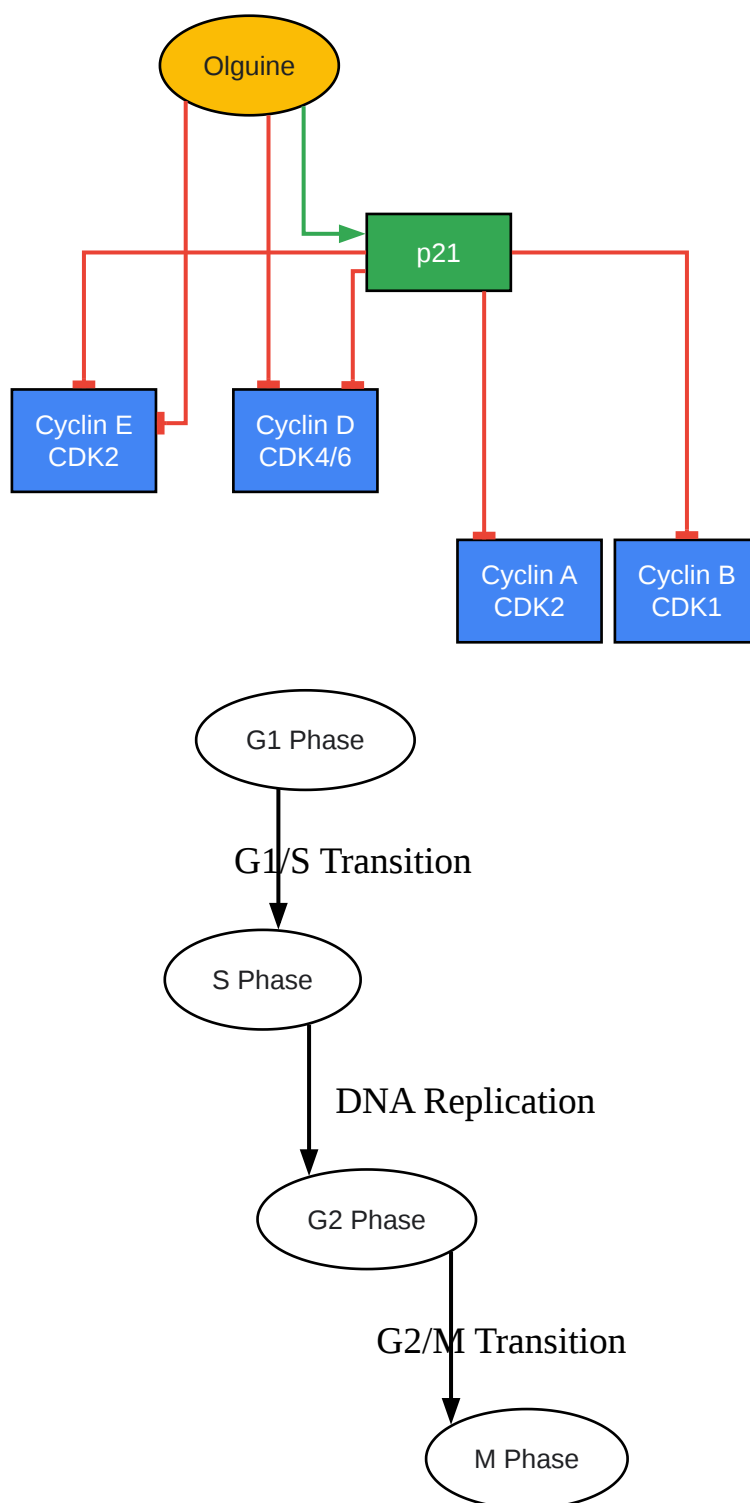 Olguine
p21
Cyclin E
CDK2
Cyclin D
CDK4/6
Cyclin A
CDK2
Cyclin B
CDK1
G1 Phase
G1/S Transition
S Phase
DNA Replication
G2 Phase
G2/M Transition
M Phase